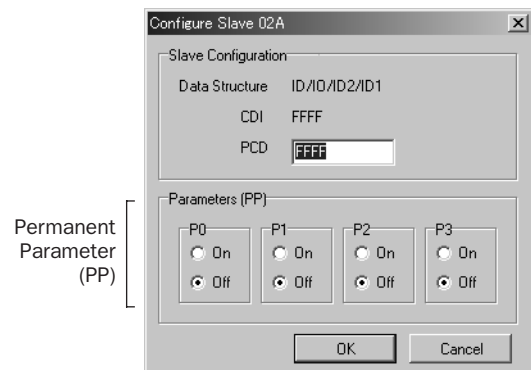 Configure Slave 02A
Slave Configuration
Data Structure ID/IO/ID2/ID1
CDI FFFF
PCD FFFF
Permanent
Parameter
(PP)
Parameters (PP)
P0 P1 P2 P3
On On On On
Off Off Off Off
OK Cancel